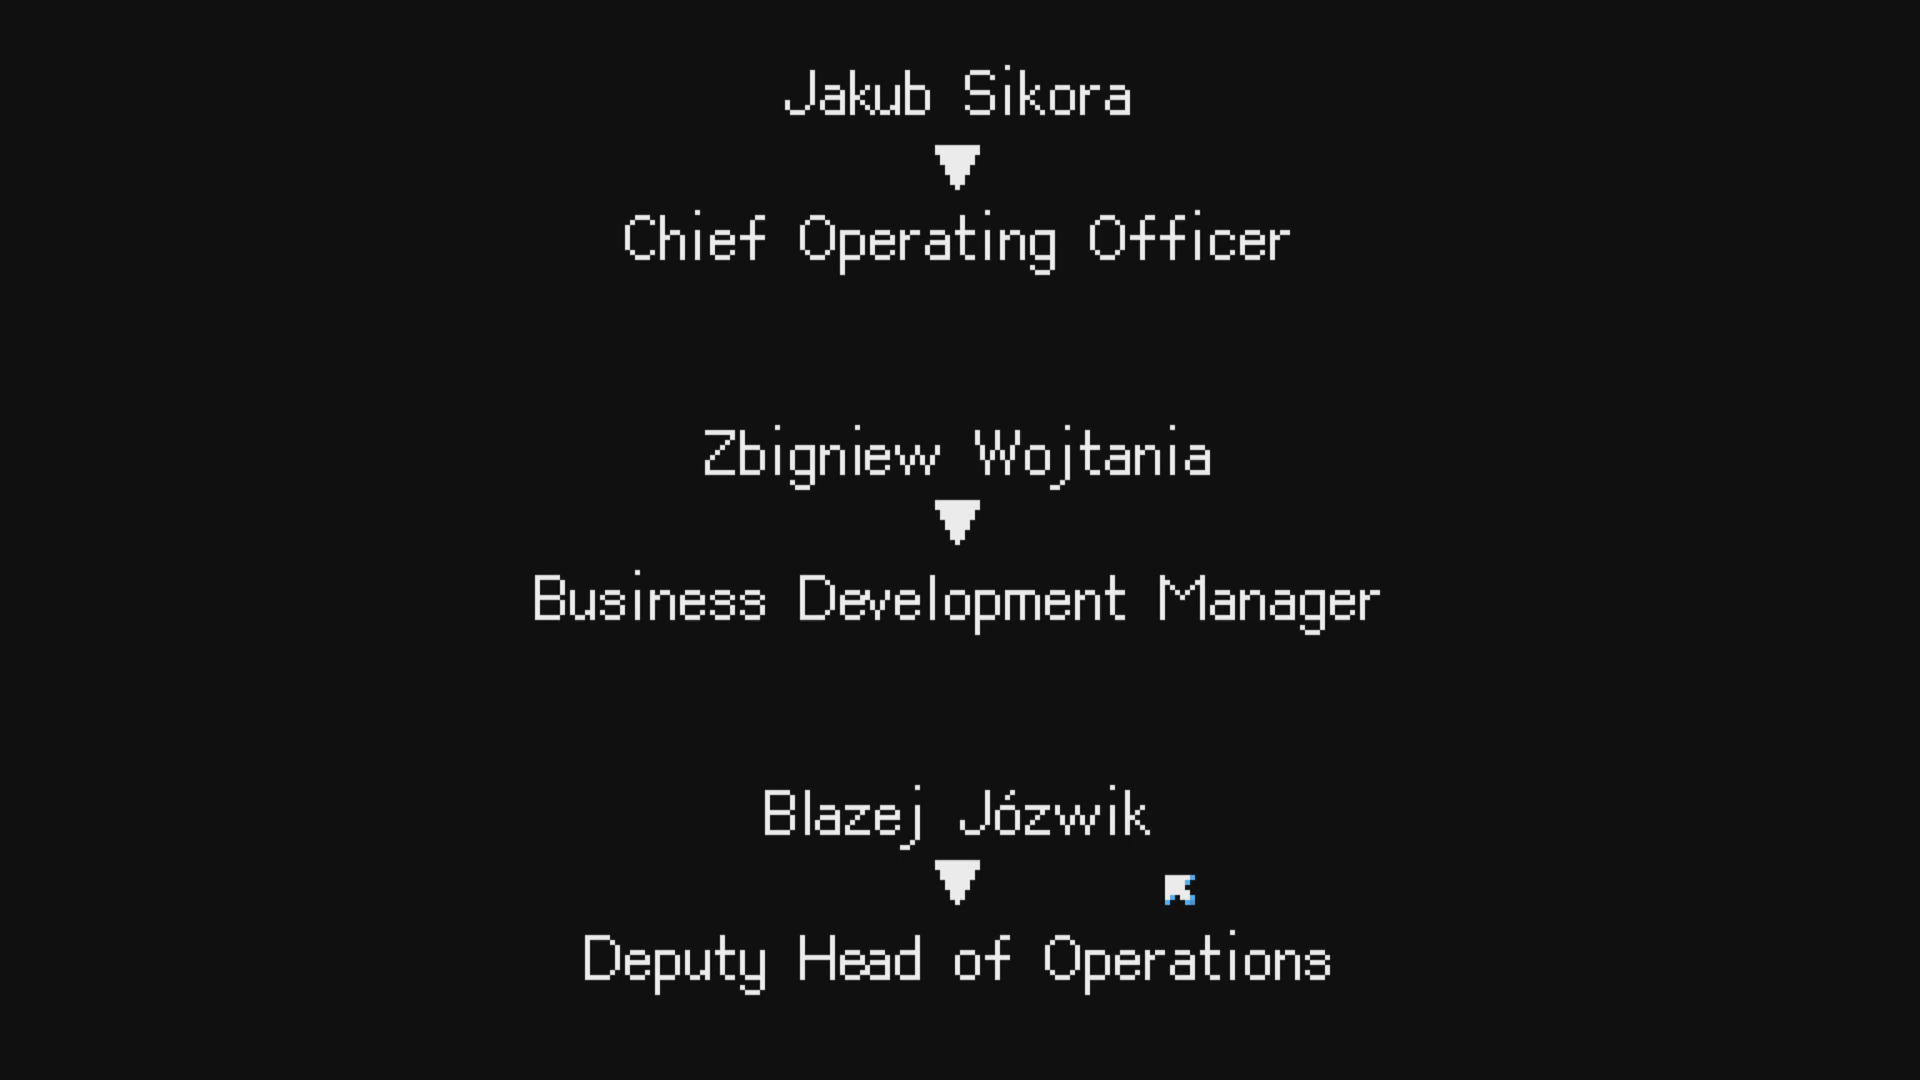 Jakub Sikora
Chief Operating Officer
Zbigniew Wojtania
Business Development Manager
Blazej Józwik
Deputy Head of Operations